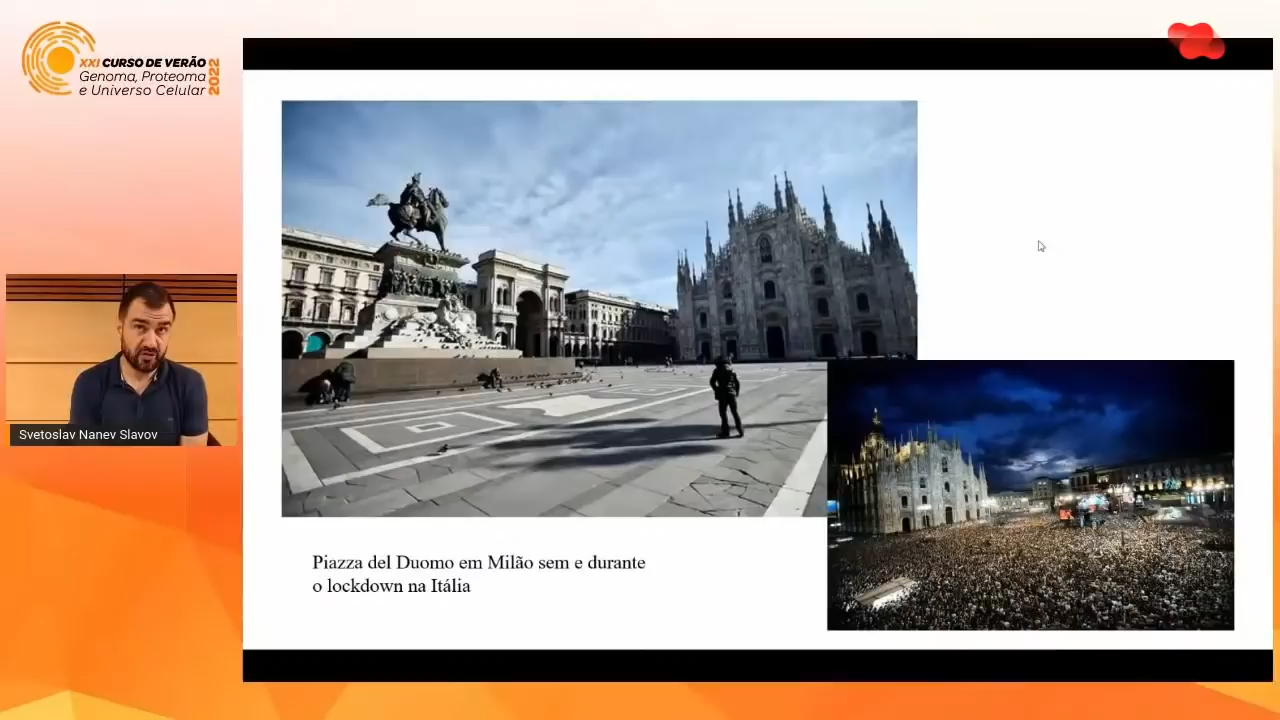 XXI CURSO DE VERÃO
Genoma, Proteoma
e Universo Celular
2022
Svetoslav Nanev Slavov
Piazza del Duomo em Milão sem e durante
o lockdown na Itália